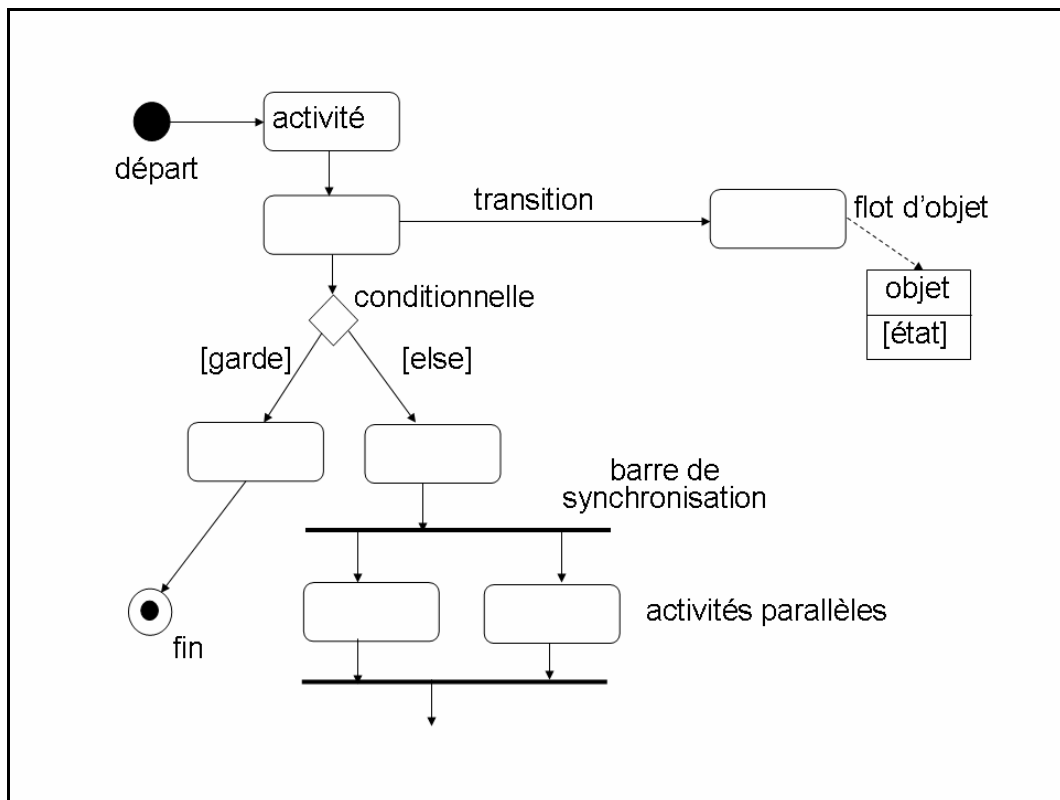 activité
départ
transition
flot d'objet
objet
[état]
conditionnelle
[garde]
[else]
barre de
synchronisation
activités parallèles
fin